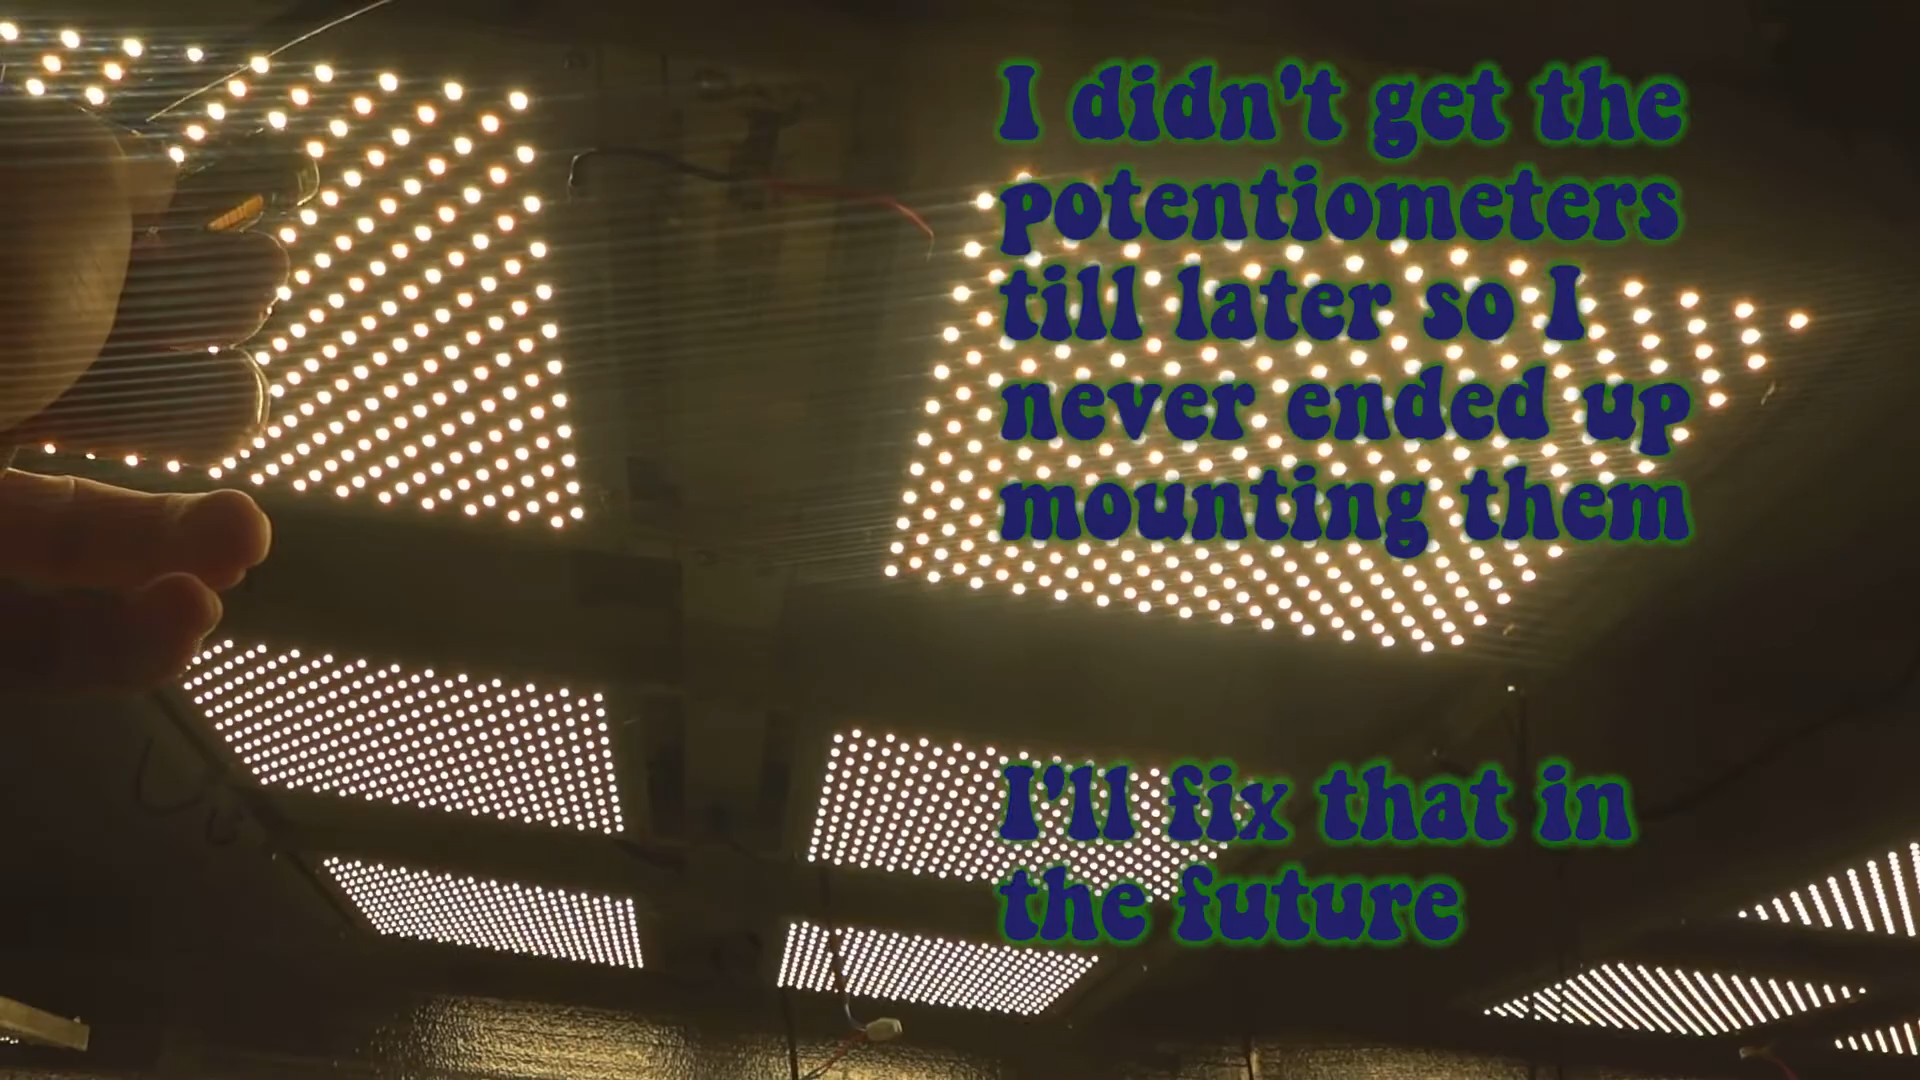 I didn't get the
potentiometers
till later so I
never ended up
mounting them
I'll fix that in
the future